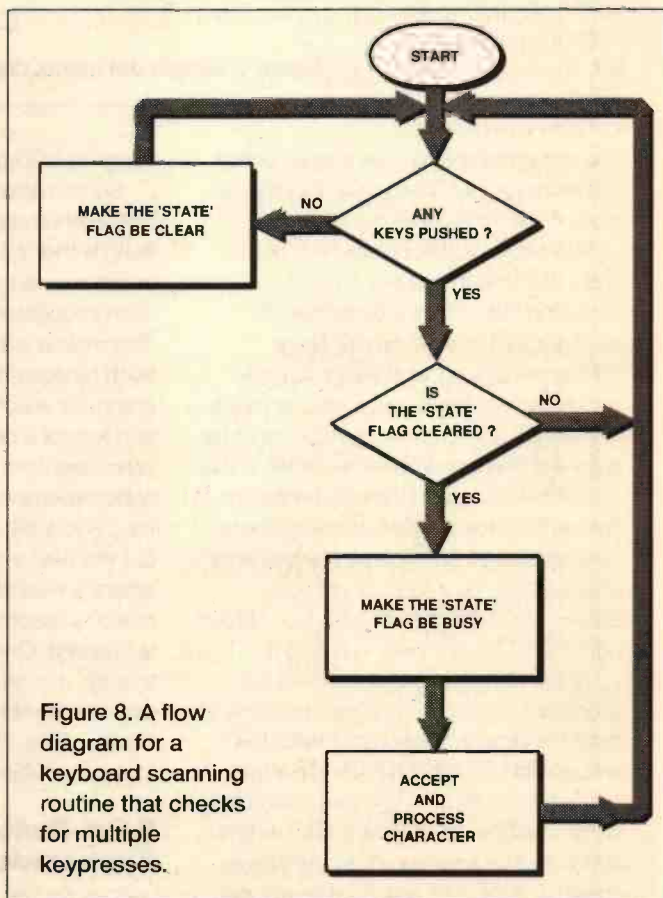 START
ANY
KEYS PUSHED ?
NO
MAKE THE 'STATE'
FLAG BE CLEAR
YES
IS
THE 'STATE'
FLAG CLEARED ?
NO
YES
MAKE THE 'STATE'
FLAG BE BUSY
ACCEPT
AND
PROCESS
CHARACTER
Figure 8. A flow
diagram for a
keyboard scanning
routine that checks
for multiple
keypresses.